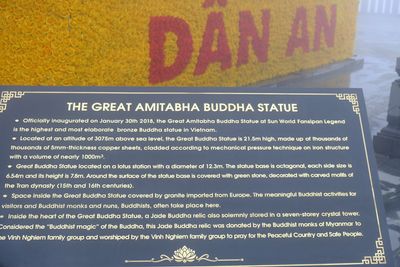 DÂN AN
THE GREAT AMITABHA BUDDHA STATUE
Officially inaugurated on January 30th 2018, the Great Amitabha Buddha Statue at Sun World Fansipan Legend
is the highest and most elaborate bronze Buddha statue in Vietnam.
Located at an altitude of 3075m above sea level, the Great Buddha Statue is 21.5m high, made up of thousands of
thousands of 5mm-thickness copper sheets, cladded according to mechanical pressure technique on iron structure
with a volume of nearly 1000m³.
Great Buddha Statue located on a lotus station with a diameter of 12.3m. The statue base is octagonal, each side size is
6.54m and its height is 7.8m. Around the surface of the statue base is covered with green stone, decorated with carved motifs of
the Tran dynasty (15th and 16th centuries).
Space inside the Great Buddha Statue covered by granite imported from Europe. The meaningful Buddhist activities for
visitors and Buddhist monks and nuns, Buddhists, often take place here.
Inside the heart of the Great Buddha Statue, a Jade Buddha relic also solemnly stored in a seven-storey crystal tower.
Considered the "Buddhist magic" of the Buddha, this Jade Buddha relic was donated by the Buddhist monks of Myanmar to
the Vinh Nghiem family group and worshiped by the Vinh Nghiem family group to pray for the Peaceful Country and Safe People.